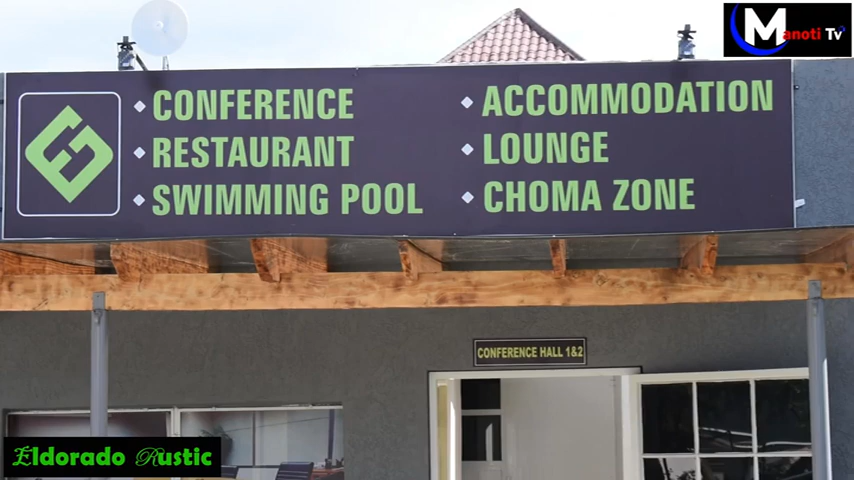 Manoti Tv
CONFERENCE
RESTAURANT
SWIMMING POOL
ACCOMMODATION
LOUNGE
CHOMA ZONE
CONFERENCE HALL 1&2
Eldorado Rustic